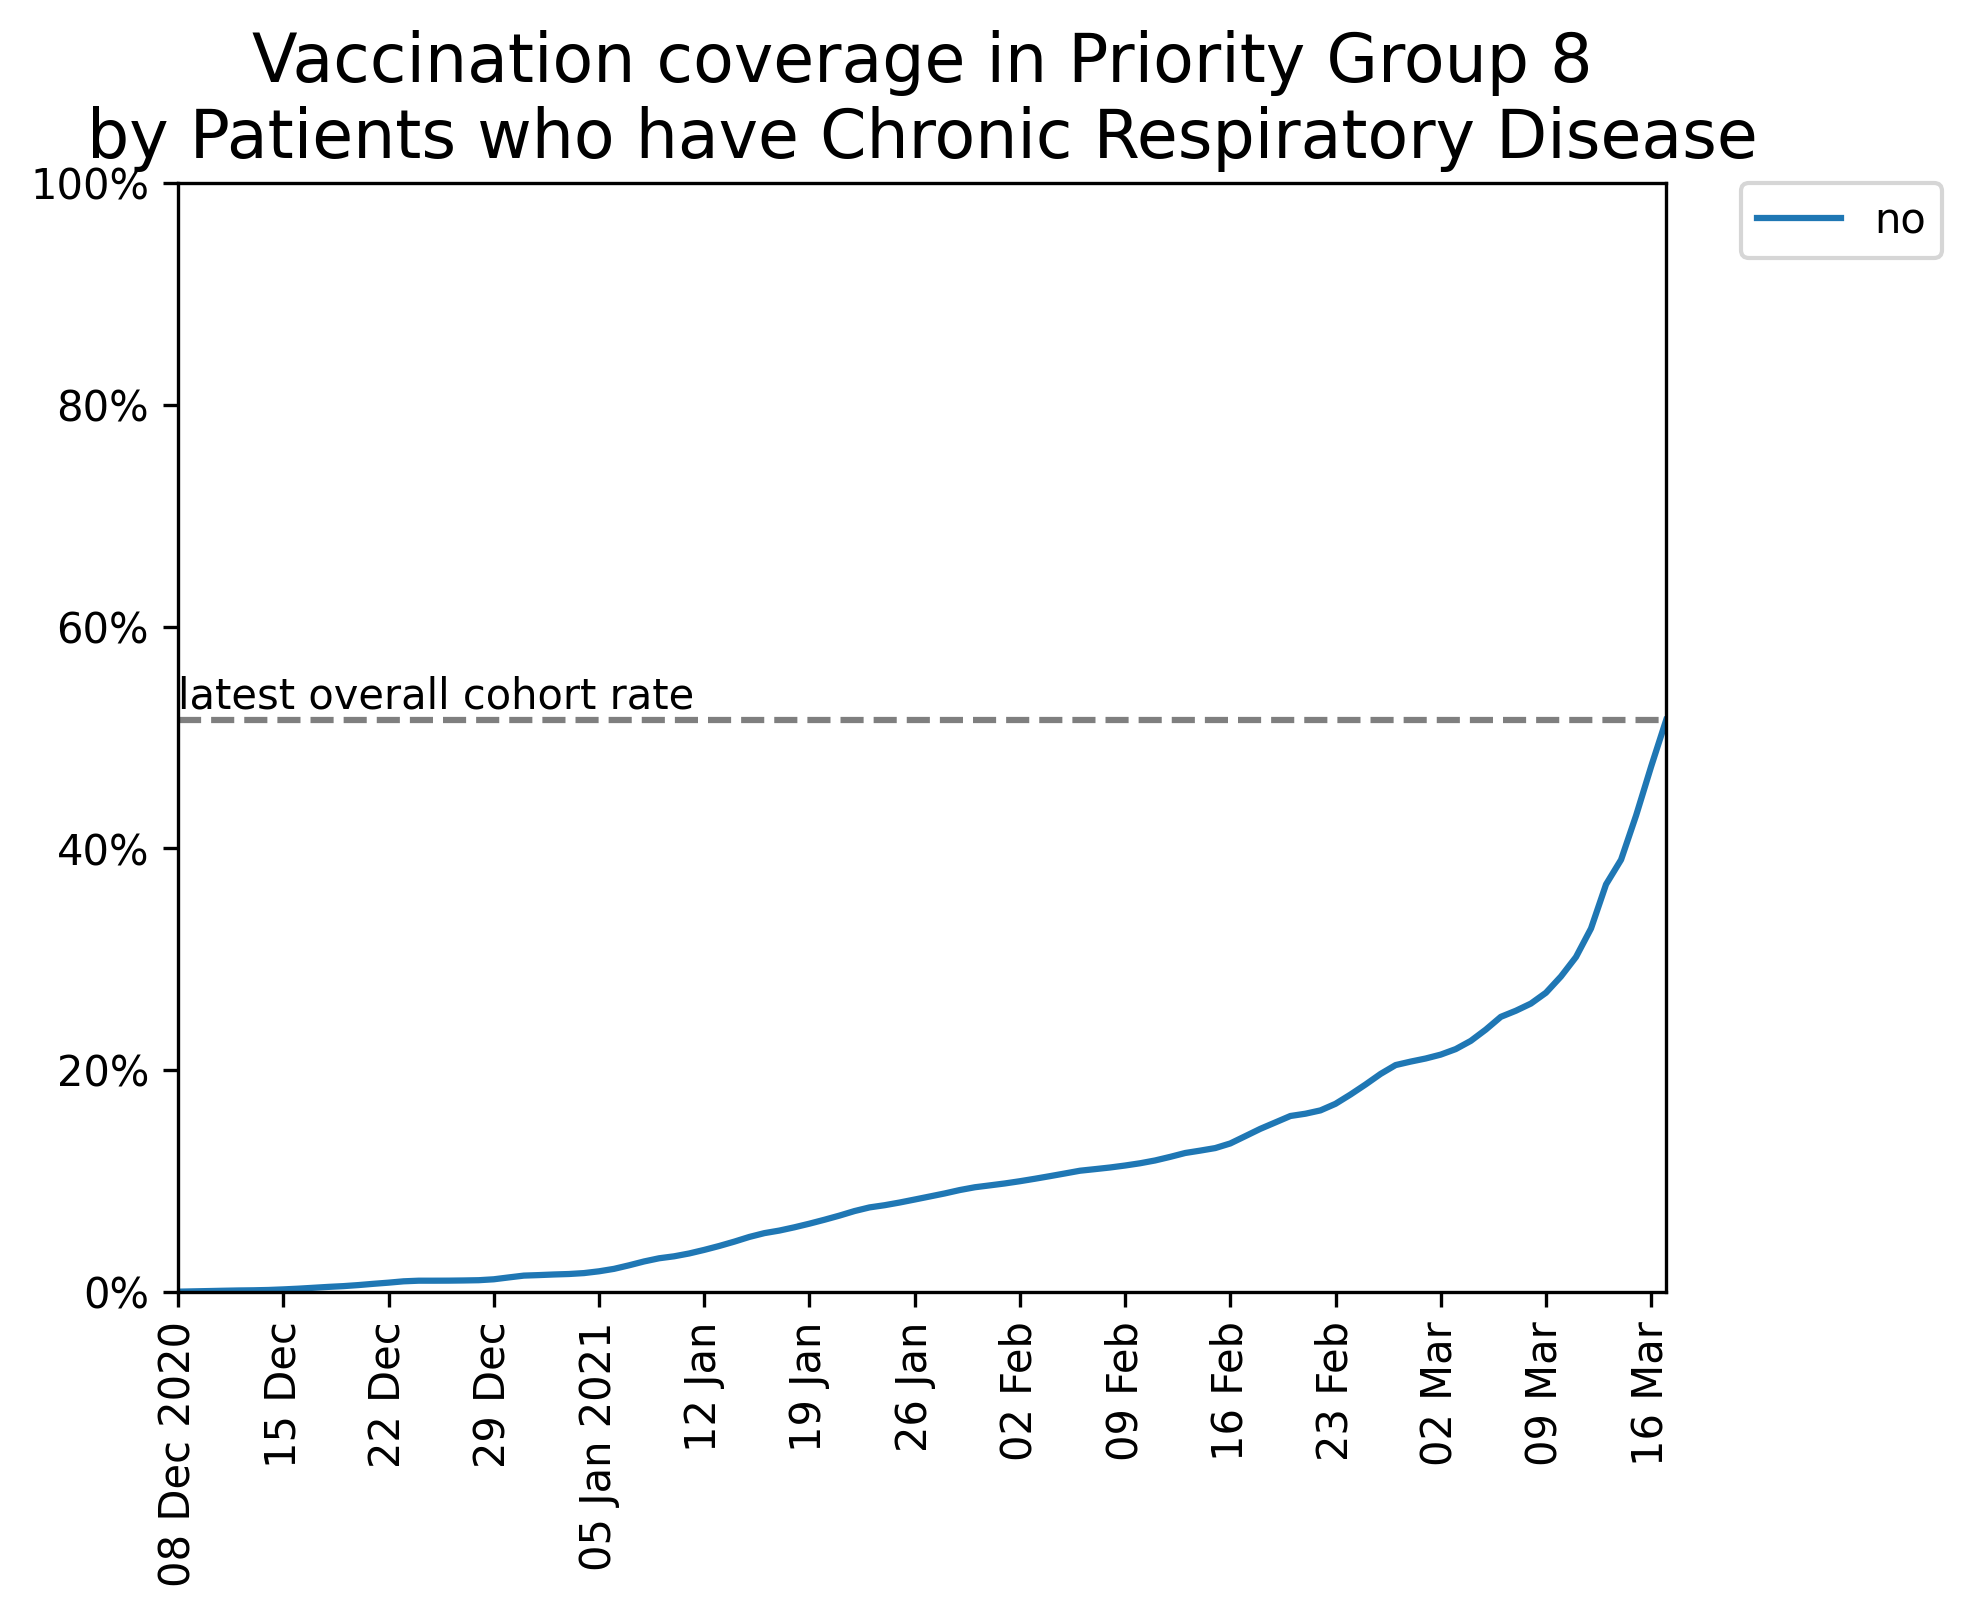 Vaccination coverage in Priority Group 8
by Patients who have Chronic Respiratory Disease
no
100%
80%
60%
latest overall cohort rate
40%
20%
0%
08 Dec 2020
15 Dec
22 Dec
29 Dec
05 Jan 2021
12 Jan
19 Jan
26 Jan
02 Feb
09 Feb
16 Feb
23 Feb
02 Mar
09 Mar
16 Mar